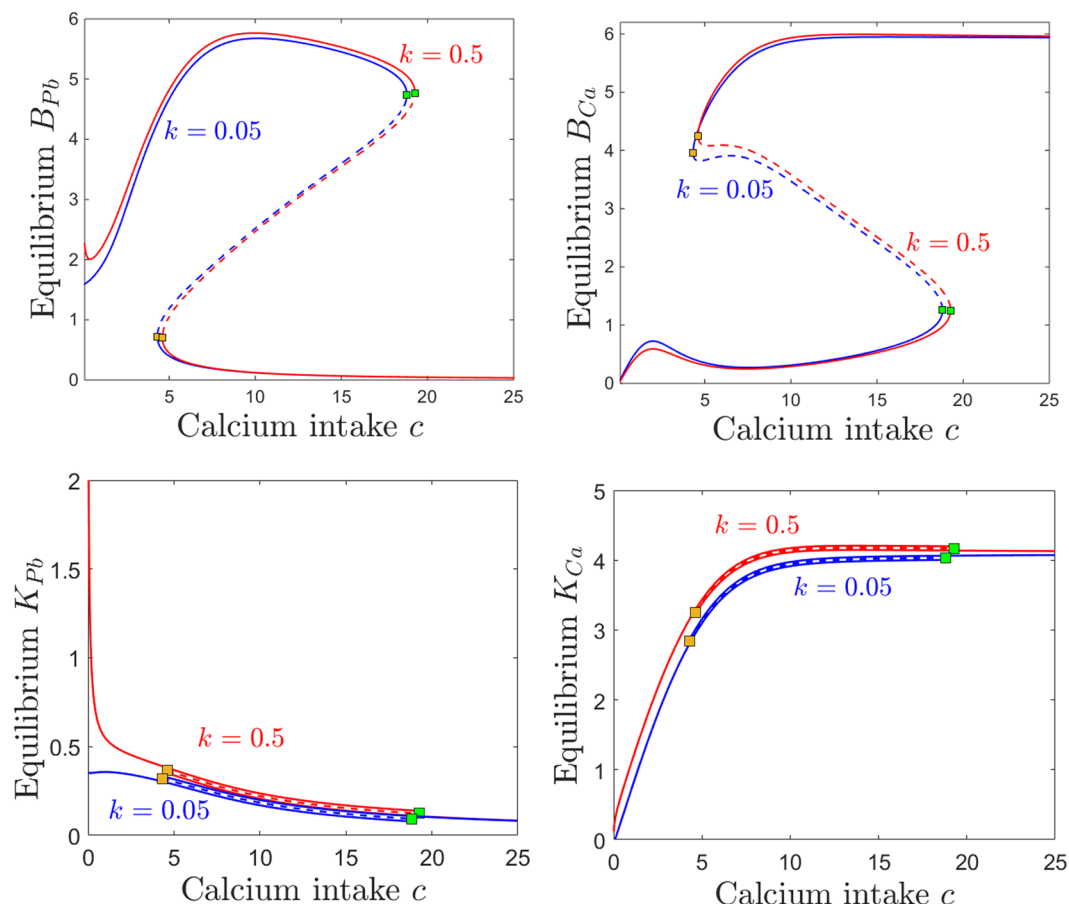 6
5
4
3
2
1
0
5
10
15
20
25
Equilibrium B_Pb
Calcium intake c
k = 0.5
k = 0.05
6
5
4
3
2
1
0
5
10
15
20
25
Equilibrium B_Ca
Calcium intake c
k = 0.05
k = 0.5
2
1.5
1
0.5
0
0
5
10
15
20
25
Equilibrium K_Pb
Calcium intake c
k = 0.5
k = 0.05
5
4
3
2
1
0
0
5
10
15
20
25
Equilibrium K_Ca
Calcium intake c
k = 0.5
k = 0.05